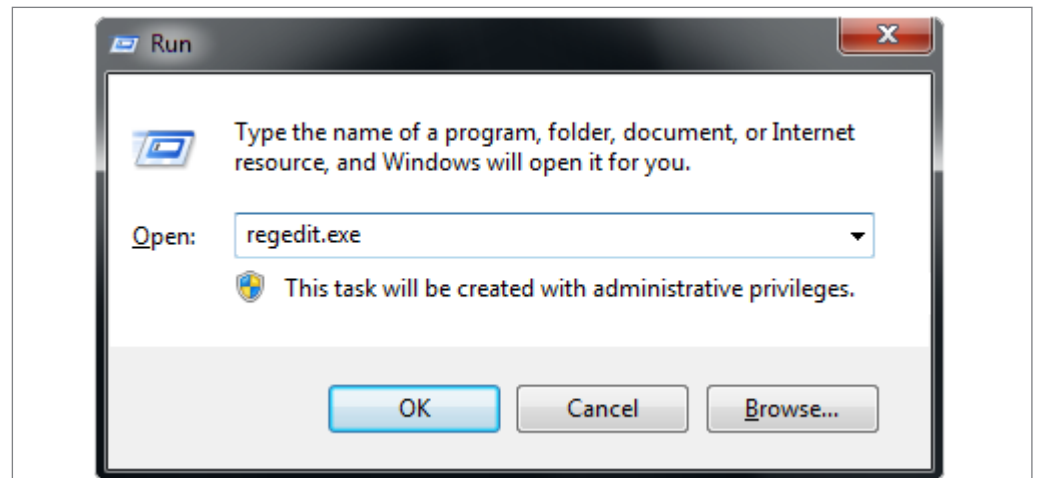 Run
Type the name of a program, folder, document, or Internet
resource, and Windows will open it for you.
Open: regedit.exe
This task will be created with administrative privileges.
OK Cancel Browse...